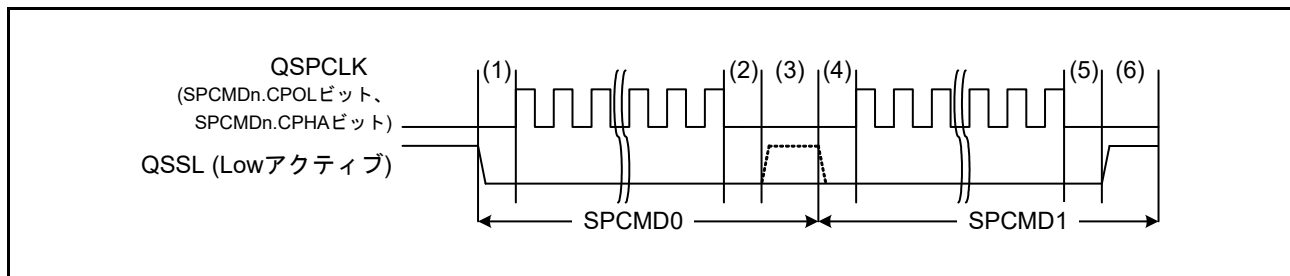 QSPCLK
(SPCMDn.CPOLビット、
SPCMDn.CPHAビット)
QSSL (Lowアクティブ)
(1)
(2)
(3)
(4)
(5)
(6)
SPCMD0
SPCMD1